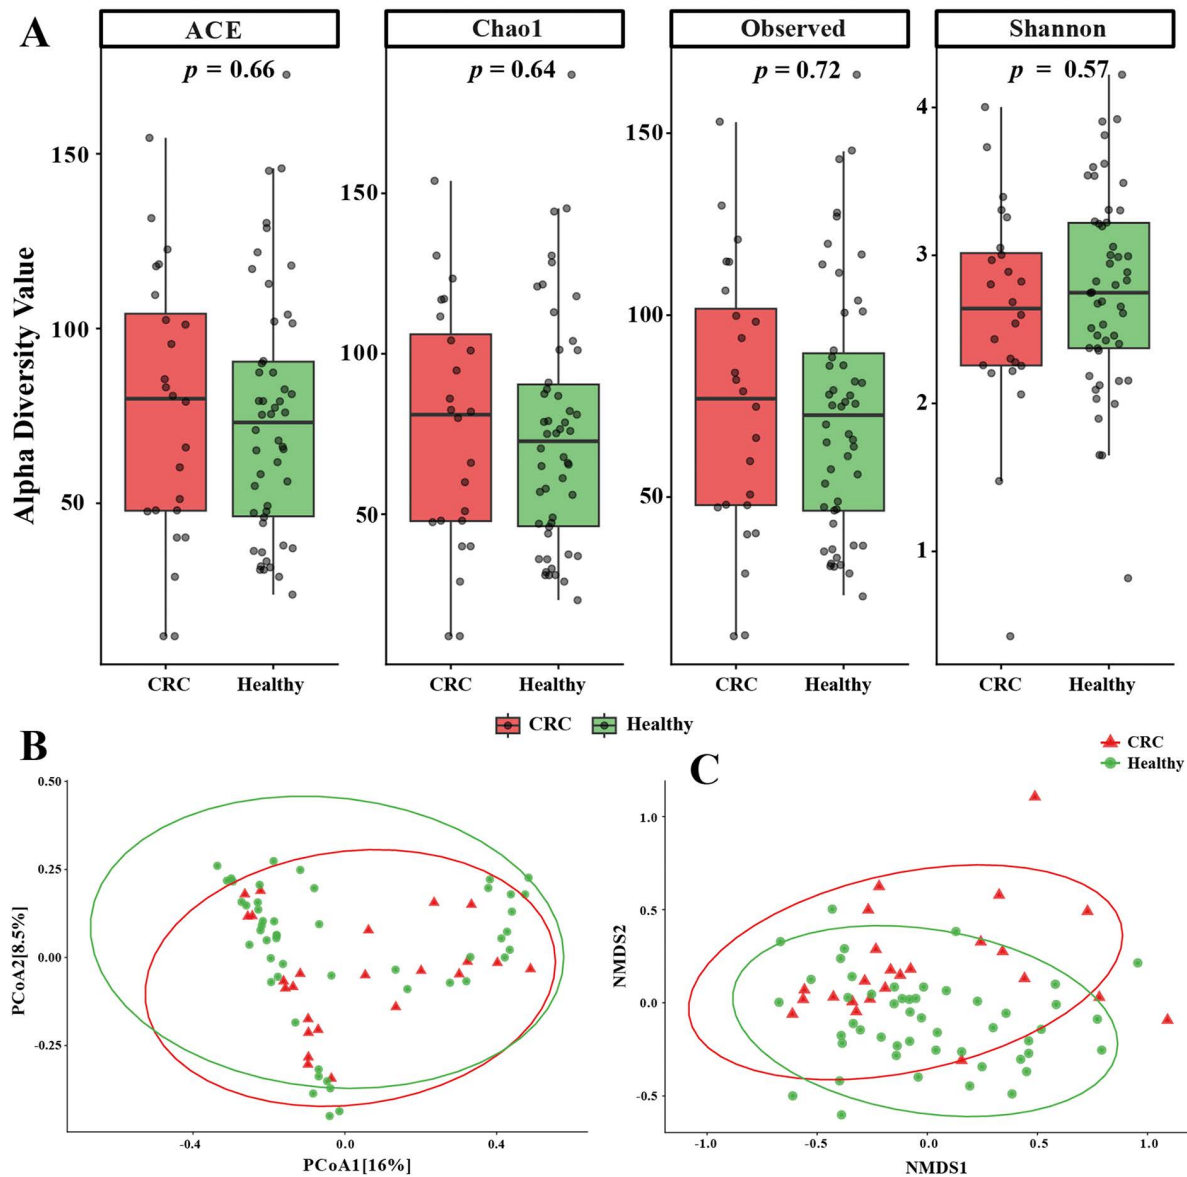 A
ACE
Chao1
Observed
Shannon
p = 0.66
p = 0.64
p = 0.72
p = 0.57
Alpha Diversity Value
150
100
50
150
100
50
150
100
50
4
3
2
1
CRC
Healthy
CRC
Healthy
CRC
Healthy
CRC
Healthy
CRC
Healthy
B
0.50
0.25
0.00
-0.25
PCoA2[8.5%]
-0.4
0.0
0.4
PCoA1[16%]
C
CRC
Healthy
1.0
0.5
0.0
-0.5
NMDS2
-1.0
-0.5
0.0
0.5
1.0
NMDS1